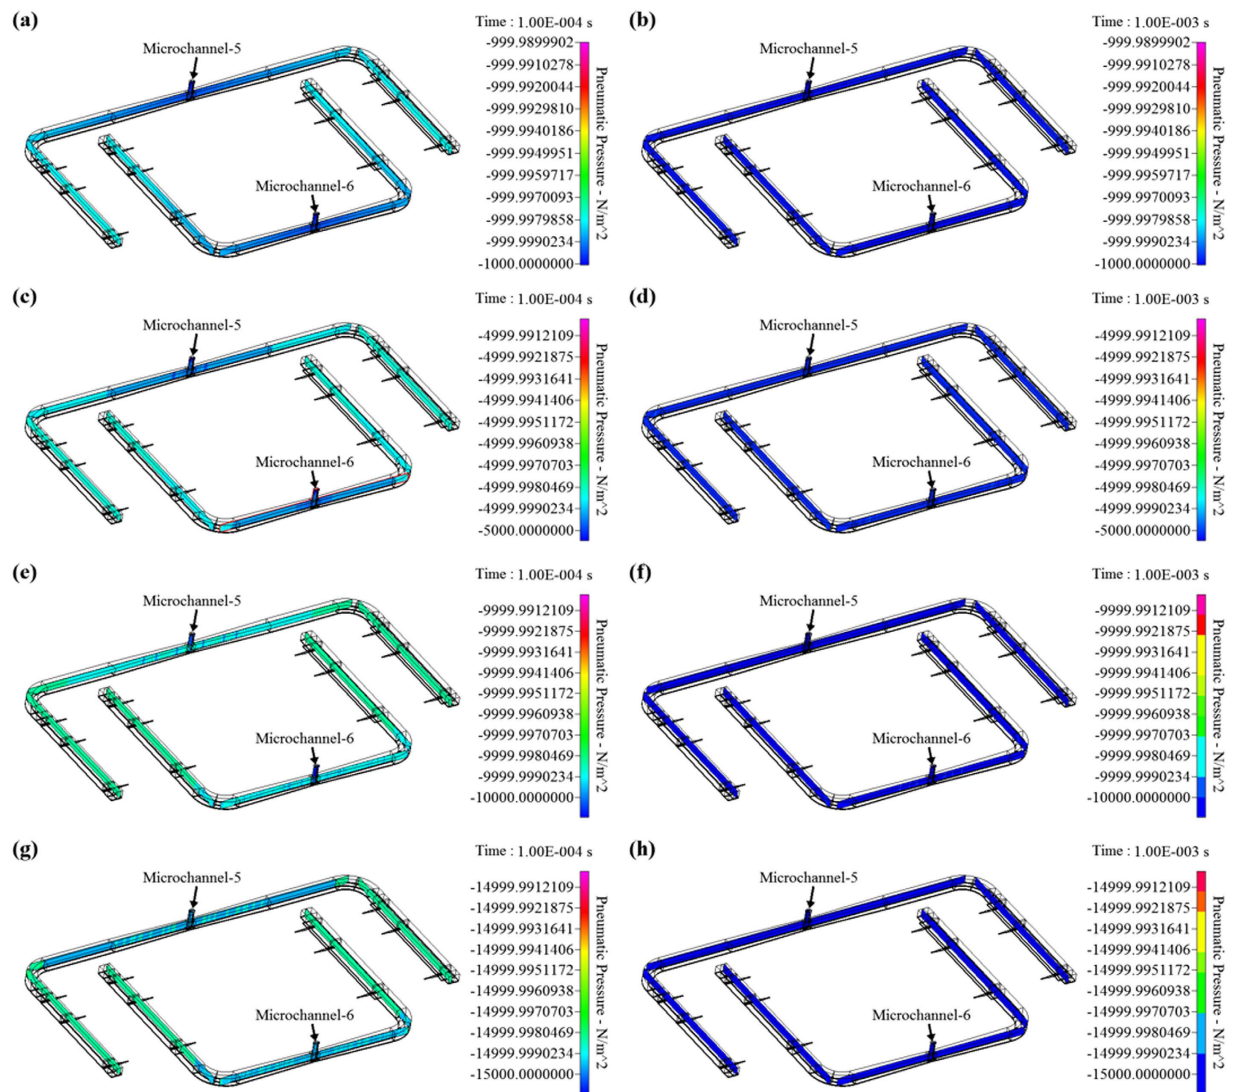 (a)
Time : 1.00E-004 s
Microchannel-5
Microchannel-6
-999.9899902
-999.9910278
-999.9920044
-999.9929810
-999.9940186
-999.9949951
-999.9959717
-999.9970093
-999.9979858
-999.9990234
-1000.0000000
Pneumatic Pressure - N/m^2
(b)
Time : 1.00E-003 s
Microchannel-5
Microchannel-6
-999.9899902
-999.9910278
-999.9920044
-999.9929810
-999.9940186
-999.9949951
-999.9959717
-999.9970093
-999.9979858
-999.9990234
-1000.0000000
Pneumatic Pressure - N/m^2
(c)
Time : 1.00E-004 s
Microchannel-5
Microchannel-6
-4999.9912109
-4999.9921875
-4999.9931641
-4999.9941406
-4999.9951172
-4999.9960938
-4999.9970703
-4999.9980469
-4999.9990234
-5000.0000000
Pneumatic Pressure - N/m^2
(d)
Time : 1.00E-003 s
Microchannel-5
Microchannel-6
-4999.9912109
-4999.9921875
-4999.9931641
-4999.9941406
-4999.9951172
-4999.9960938
-4999.9970703
-4999.9980469
-4999.9990234
-5000.0000000
Pneumatic Pressure - N/m^2
(e)
Time : 1.00E-004 s
Microchannel-5
Microchannel-6
-9999.9912109
-9999.9921875
-9999.9931641
-9999.9941406
-9999.9951172
-9999.9960938
-9999.9970703
-9999.9980469
-9999.9990234
-10000.0000000
Pneumatic Pressure - N/m^2
(f)
Time : 1.00E-003 s
Microchannel-5
Microchannel-6
-9999.9912109
-9999.9921875
-9999.9931641
-9999.9941406
-9999.9951172
-9999.9960938
-9999.9970703
-9999.9980469
-9999.9990234
-10000.0000000
Pneumatic Pressure - N/m^2
(g)
Time : 1.00E-004 s
Microchannel-5
Microchannel-6
-14999.9912109
-14999.9921875
-14999.9931641
-14999.9941406
-14999.9951172
-14999.9960938
-14999.9970703
-14999.9980469
-14999.9990234
-15000.0000000
Pneumatic Pressure - N/m^2
(h)
Time : 1.00E-003 s
Microchannel-5
Microchannel-6
-14999.9912109
-14999.9921875
-14999.9931641
-14999.9941406
-14999.9951172
-14999.9960938
-14999.9970703
-14999.9980469
-14999.9990234
-15000.0000000
Pneumatic Pressure - N/m^2